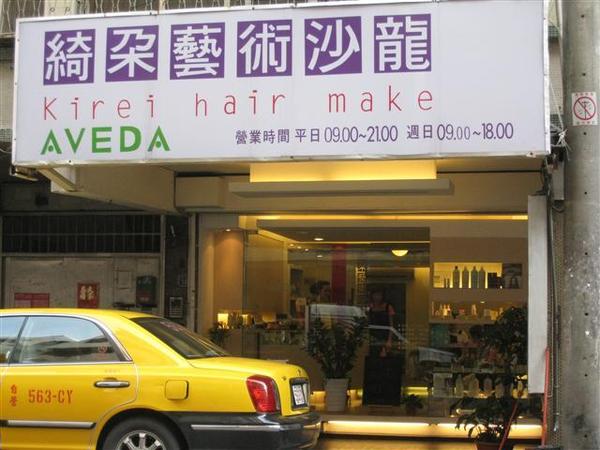 綺朵藝術沙龍
Kirei hair make
AVEDA
營業時間 平日09.00~21.00 週日09.00~18.00
自營 563-CY